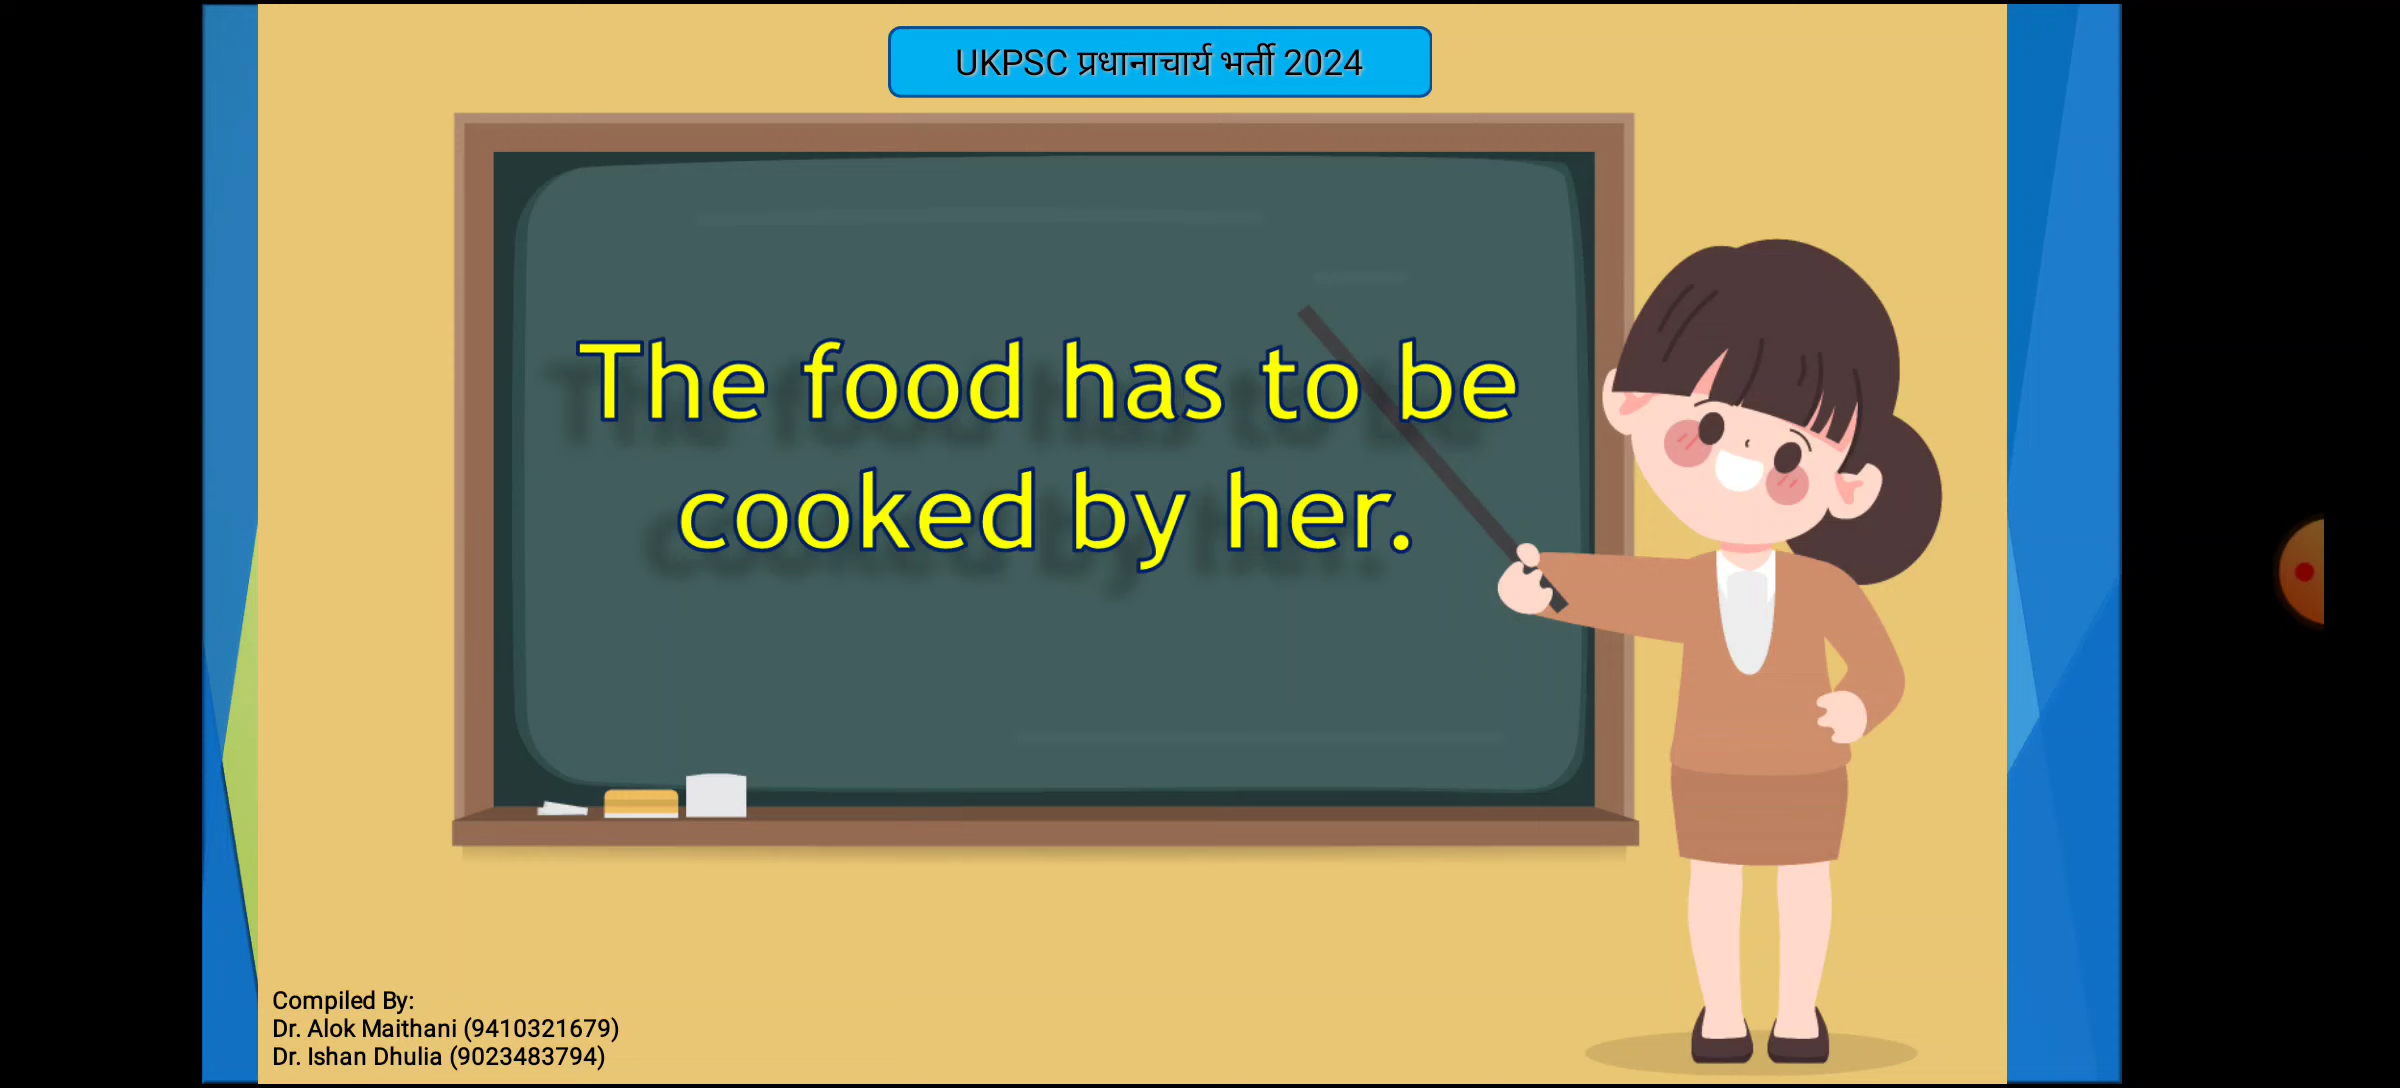 UKPSC प्रधानाचार्य भर्ती 2024
The food has to be
cooked by her.
Compiled By:
Dr. Alok Maithani (9410321679)
Dr. Ishan Dhulia (9023483794)